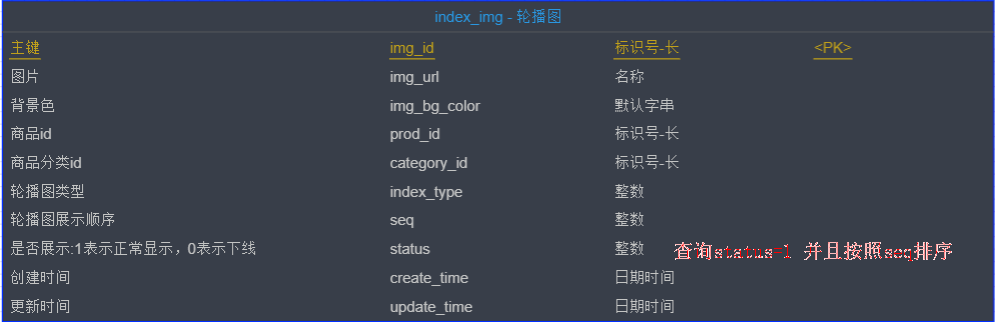 index_img - 轮播图
主键 img_id 标识号-长 <PK>
图片 img_url 名称
背景色 img_bg_color 默认字串
商品id prod_id 标识号-长
商品分类id category_id 标识号-长
轮播图类型 index_type 整数
轮播图展示顺序 seq 整数
是否展示:1表示正常显示，0表示下线 status 整数 查询status=1 并且按照seq排序
创建时间 create_time 日期时间
更新时间 update_time 日期时间